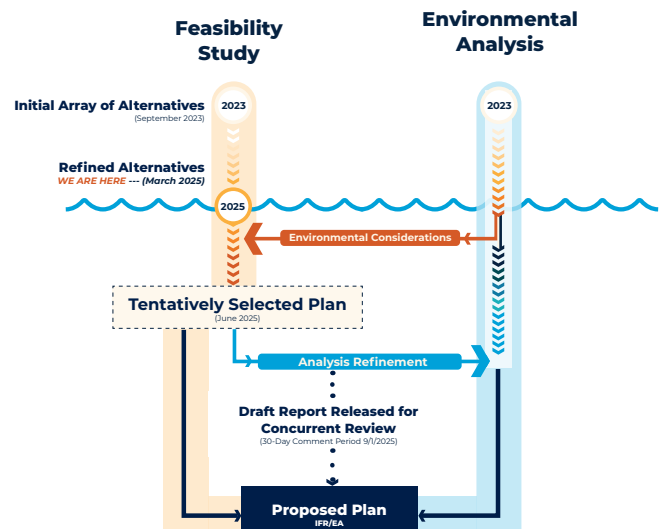 Feasibility
Study
Environmental
Analysis
Initial Array of Alternatives
(September 2023)
2023
2023
Refined Alternatives
WE ARE HERE --- (March 2025)
2025
Environmental Considerations
Tentatively Selected Plan
(June 2025)
Analysis Refinement
Draft Report Released for
Concurrent Review
(30-Day Comment Period 9/1/2025)
Proposed Plan
IFR/EA